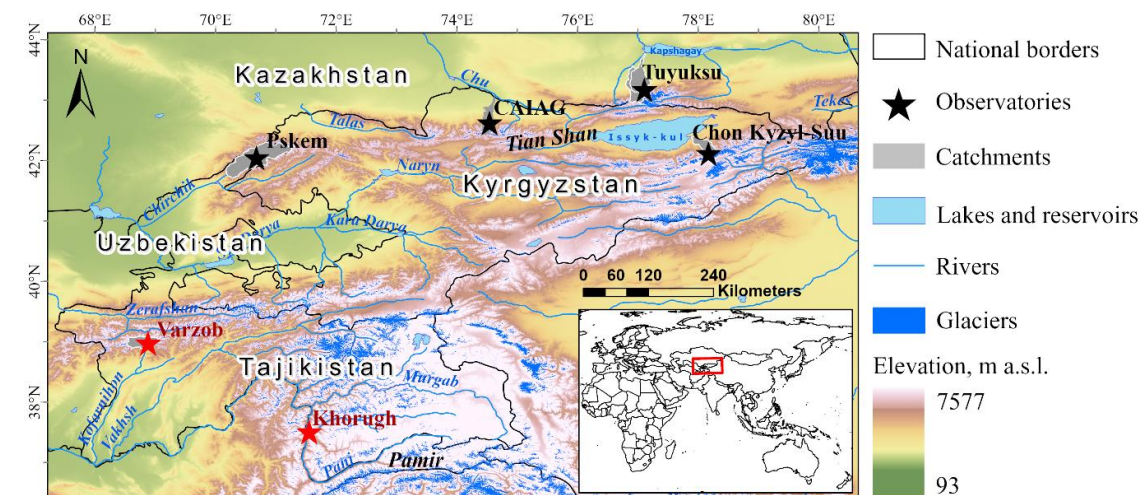 68°E 70°E 72°E 74°E 76°E 78°E 80°E
44°N
42°N
40°N
38°N
N
Kazakhstan
Kapshagay
Tuyuksu
Chu
CAIAG
Tekes
Talas
Tian Shan
Issyk-kul
Chon Kyzyl-Suu
Pskem
Naryn
Kyrgyzstan
Chirchik
Kara Darya
Uzbekistan
Darya
0 60 120 240
Kilometers
Zerafshan
Varzob
Tajikistan
Murgab
Kofarnihon
Vakhsh
Khorugh
Panj
Pamir
National borders
Observatories
Catchments
Lakes and reservoirs
Rivers
Glaciers
Elevation, m a.s.l.
7577
93